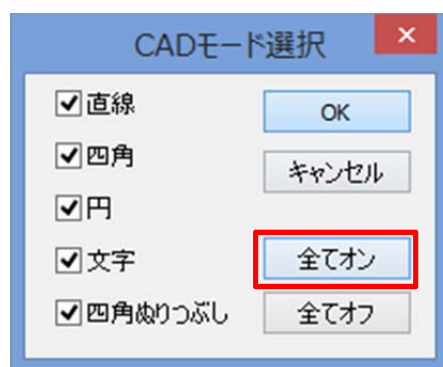 CADモード選択
直線
四角
円
文字
四角ぬりつぶし
OK
キャンセル
全てオン
全てオフ